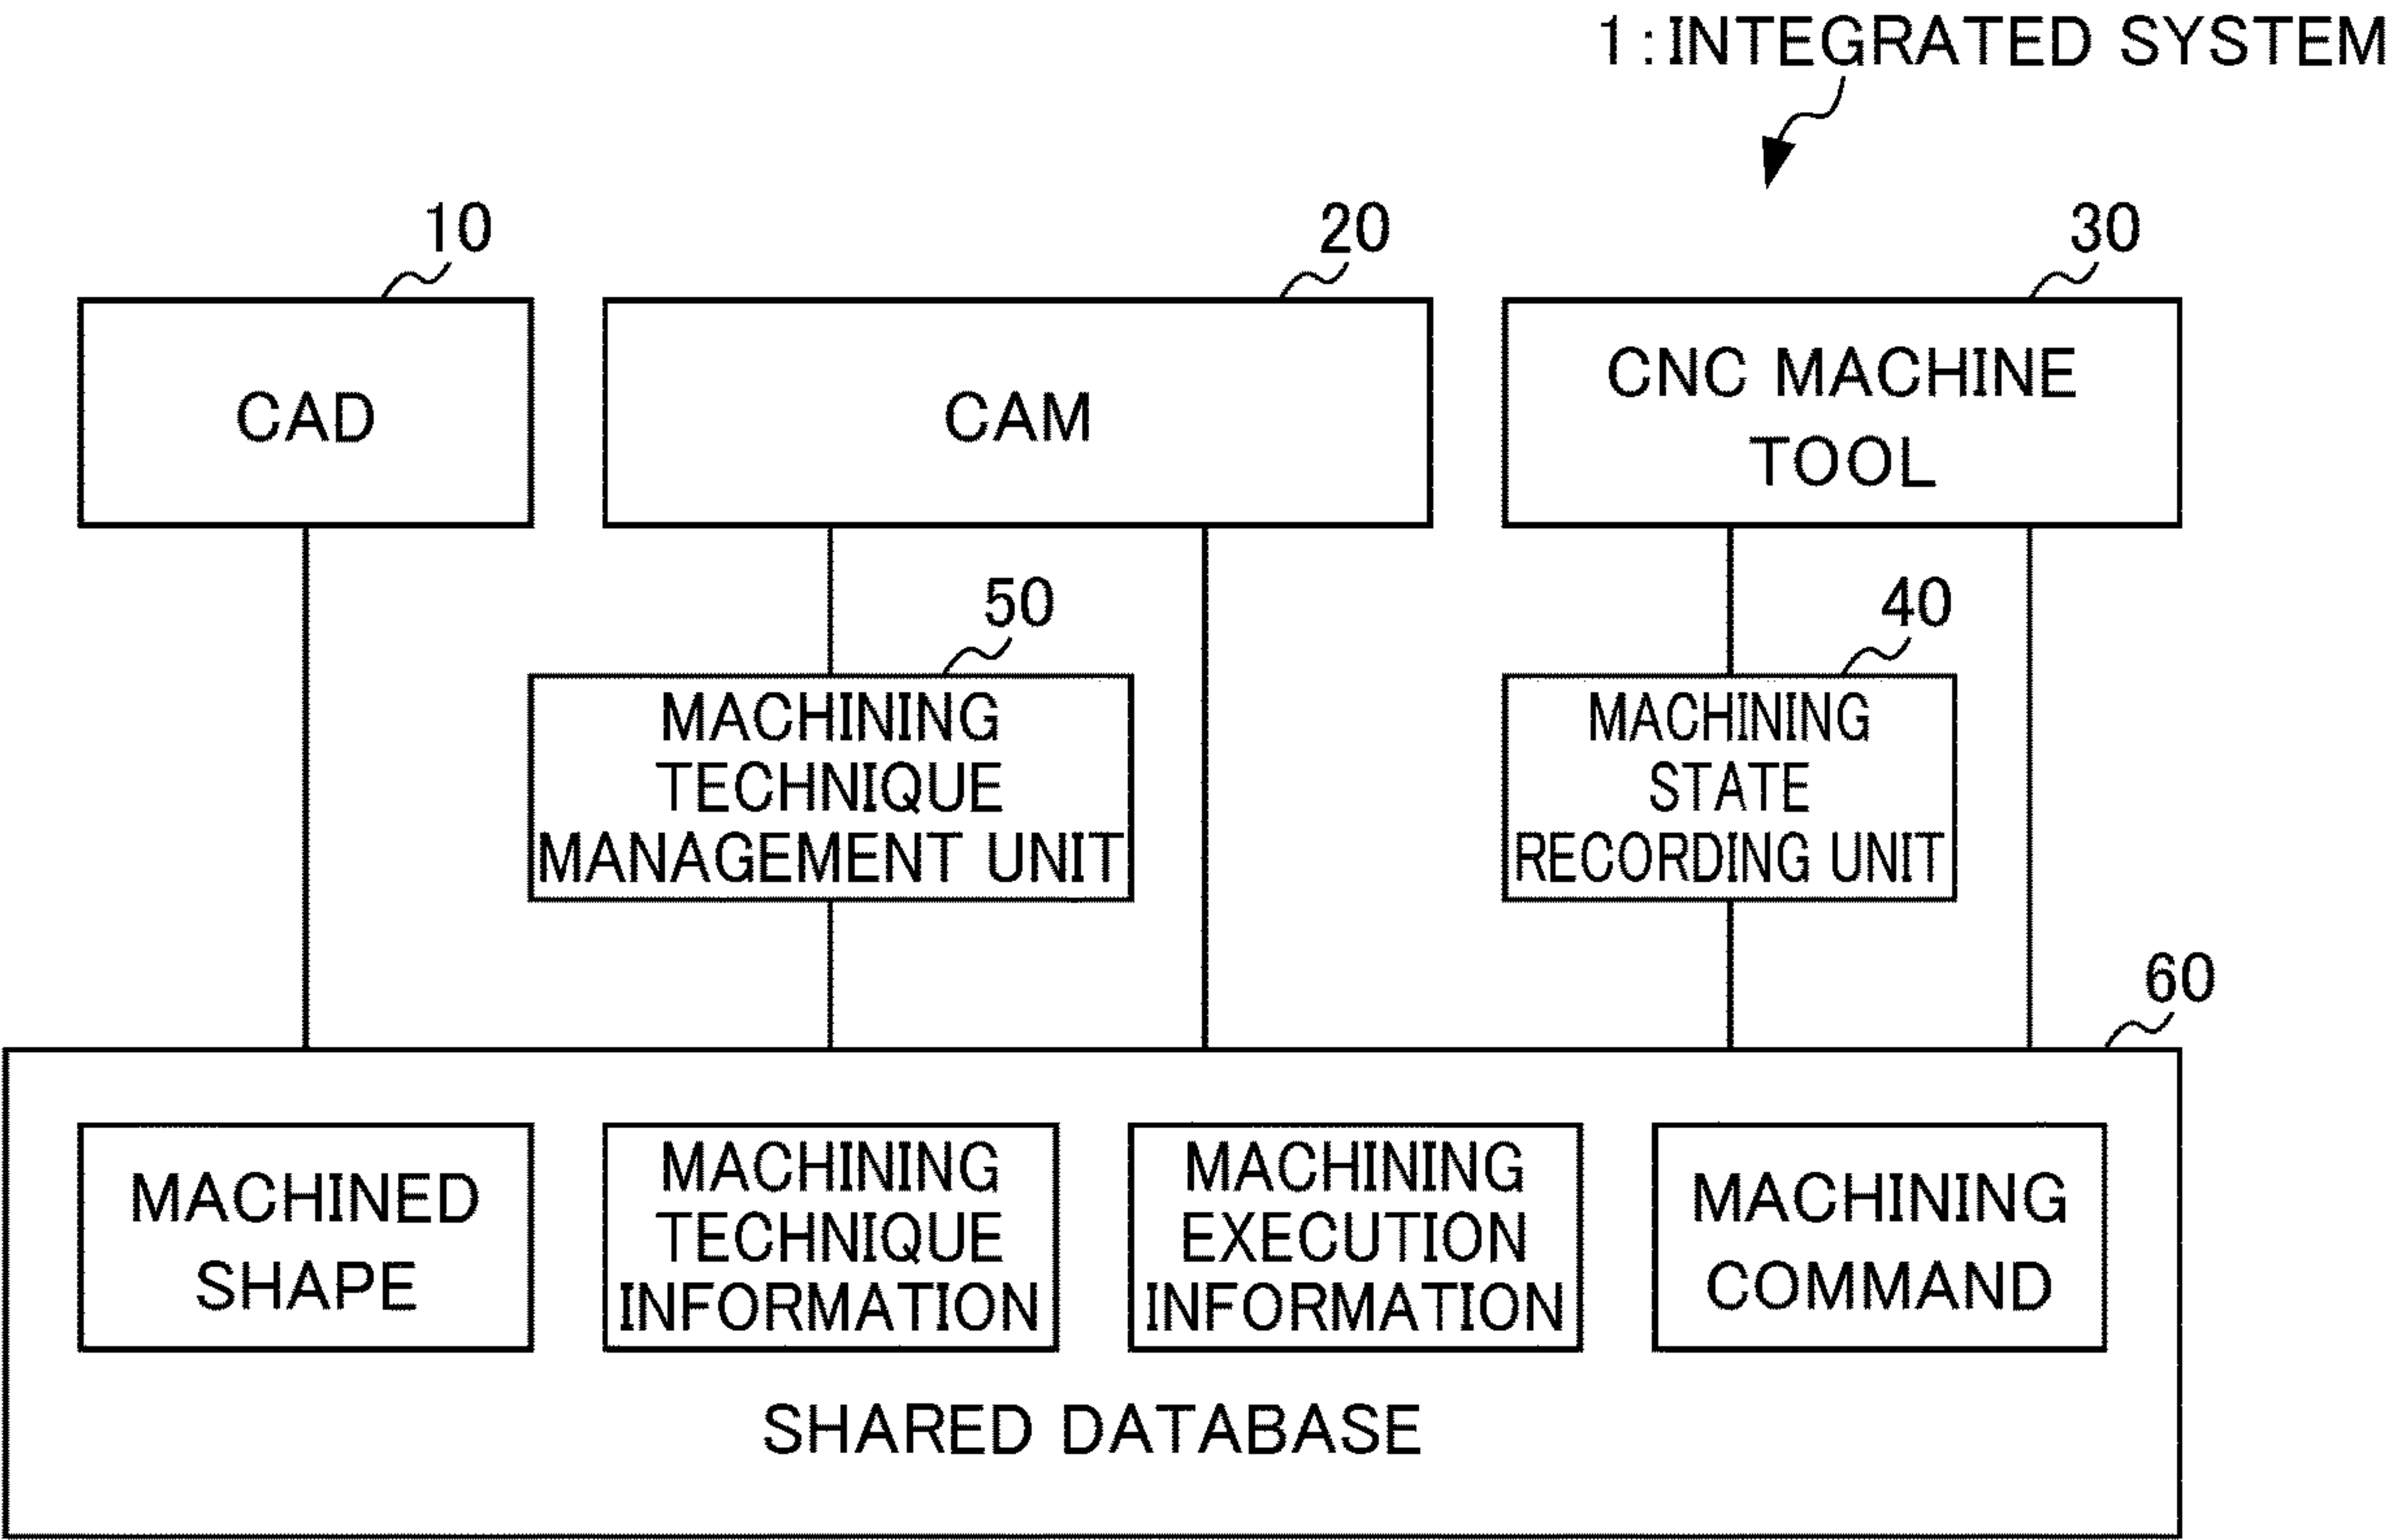 1:INTEGRATED SYSTEM
10
20
30
CAD
CAM
CNC MACHINE
TOOL
50
40
MACHINING
TECHNIQUE
MANAGEMENT UNIT
MACHINING
STATE
RECORDING UNIT
60
MACHINED
SHAPE
MACHINING
TECHNIQUE
INFORMATION
MACHINING
EXECUTION
INFORMATION
MACHINING
COMMAND
SHARED DATABASE